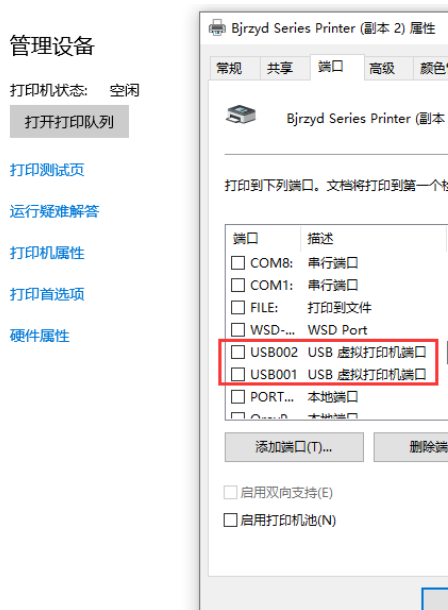 管理设备
打印机状态: 空闲
打开打印队列
打印测试页
运行疑难解答
打印机属性
打印首选项
硬件属性
Bjrzyd Series Printer (副本 2) 属性
常规 共享 端口 高级 颜色
Bjrzyd Series Printer (副本
打印到下列端口。文档将打印到第一个
端口 描述
COM8: 串行端口
COM1: 串行端口
FILE: 打印到文件
WSD-... WSD Port
USB002 USB 虚拟打印机端口
USB001 USB 虚拟打印机端口
PORT... 本地端口
本地端口
添加端口(T)... 删除端
启用双向支持(E)
启用打印机池(N)